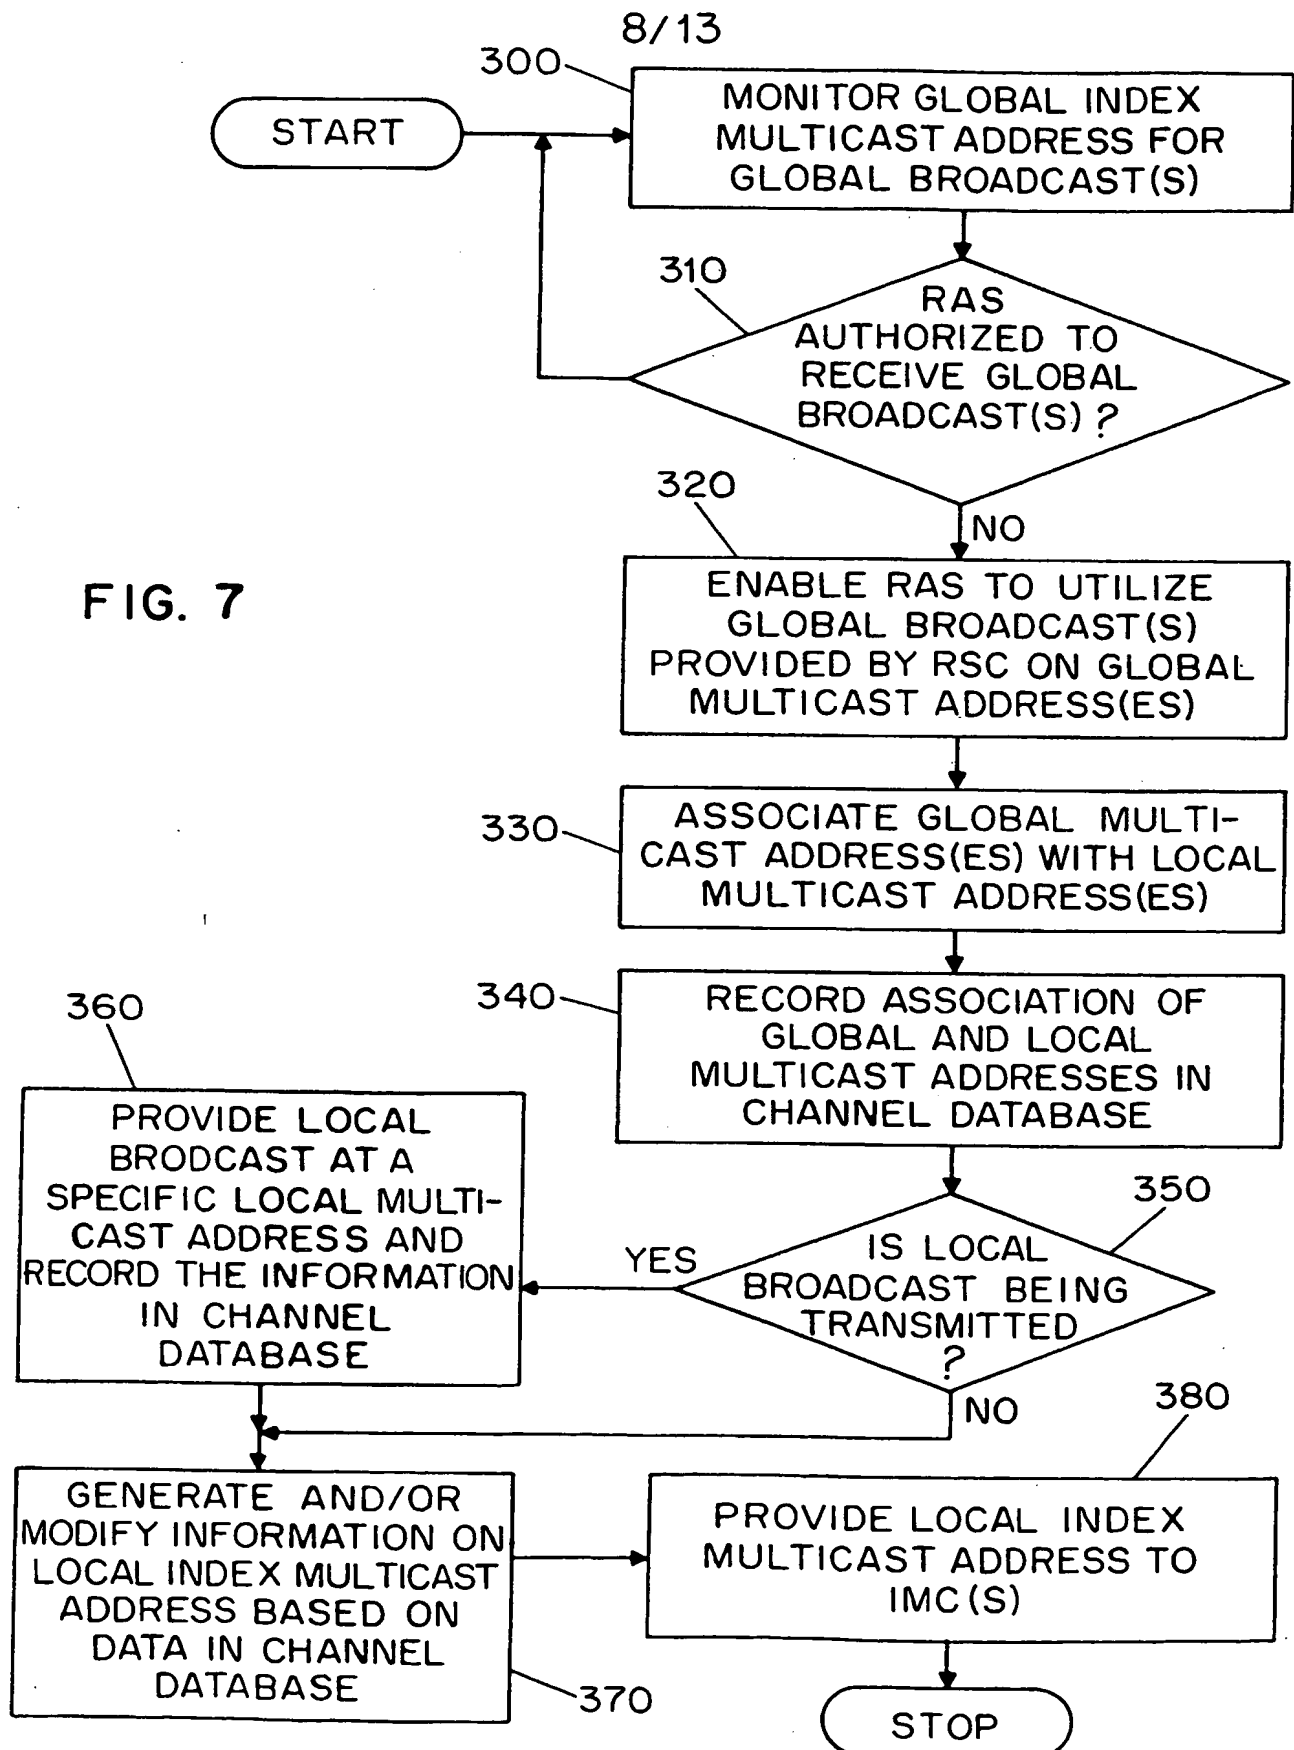 8/13
300
START
MONITOR GLOBAL INDEX
MULTICAST ADDRESS FOR
GLOBAL BROADCAST(S)
310
RAS
AUTHORIZED TO
RECEIVE GLOBAL
BROADCAST(S)?
NO
320
FIG. 7
ENABLE RAS TO UTILIZE
GLOBAL BROADCAST(S)
PROVIDED BY RSC ON GLOBAL
MULTICAST ADDRESS(ES)
330
ASSOCIATE GLOBAL MULTI-
CAST ADDRESS(ES) WITH LOCAL
MULTICAST ADDRESS(ES)
340
RECORD ASSOCIATION OF
GLOBAL AND LOCAL
MULTICAST ADDRESSES IN
CHANNEL DATABASE
350
IS LOCAL
BROADCAST BEING
TRANSMITTED
?
YES
NO
360
PROVIDE LOCAL
BRODCAST AT A
SPECIFIC LOCAL MULTI-
CAST ADDRESS AND
RECORD THE INFORMATION
IN CHANNEL
DATABASE
GENERATE AND/OR
MODIFY INFORMATION ON
LOCAL INDEX MULTICAST
ADDRESS BASED ON
DATA IN CHANNEL
DATABASE
370
380
PROVIDE LOCAL INDEX
MULTICAST ADDRESS TO
IMC(S)
STOP